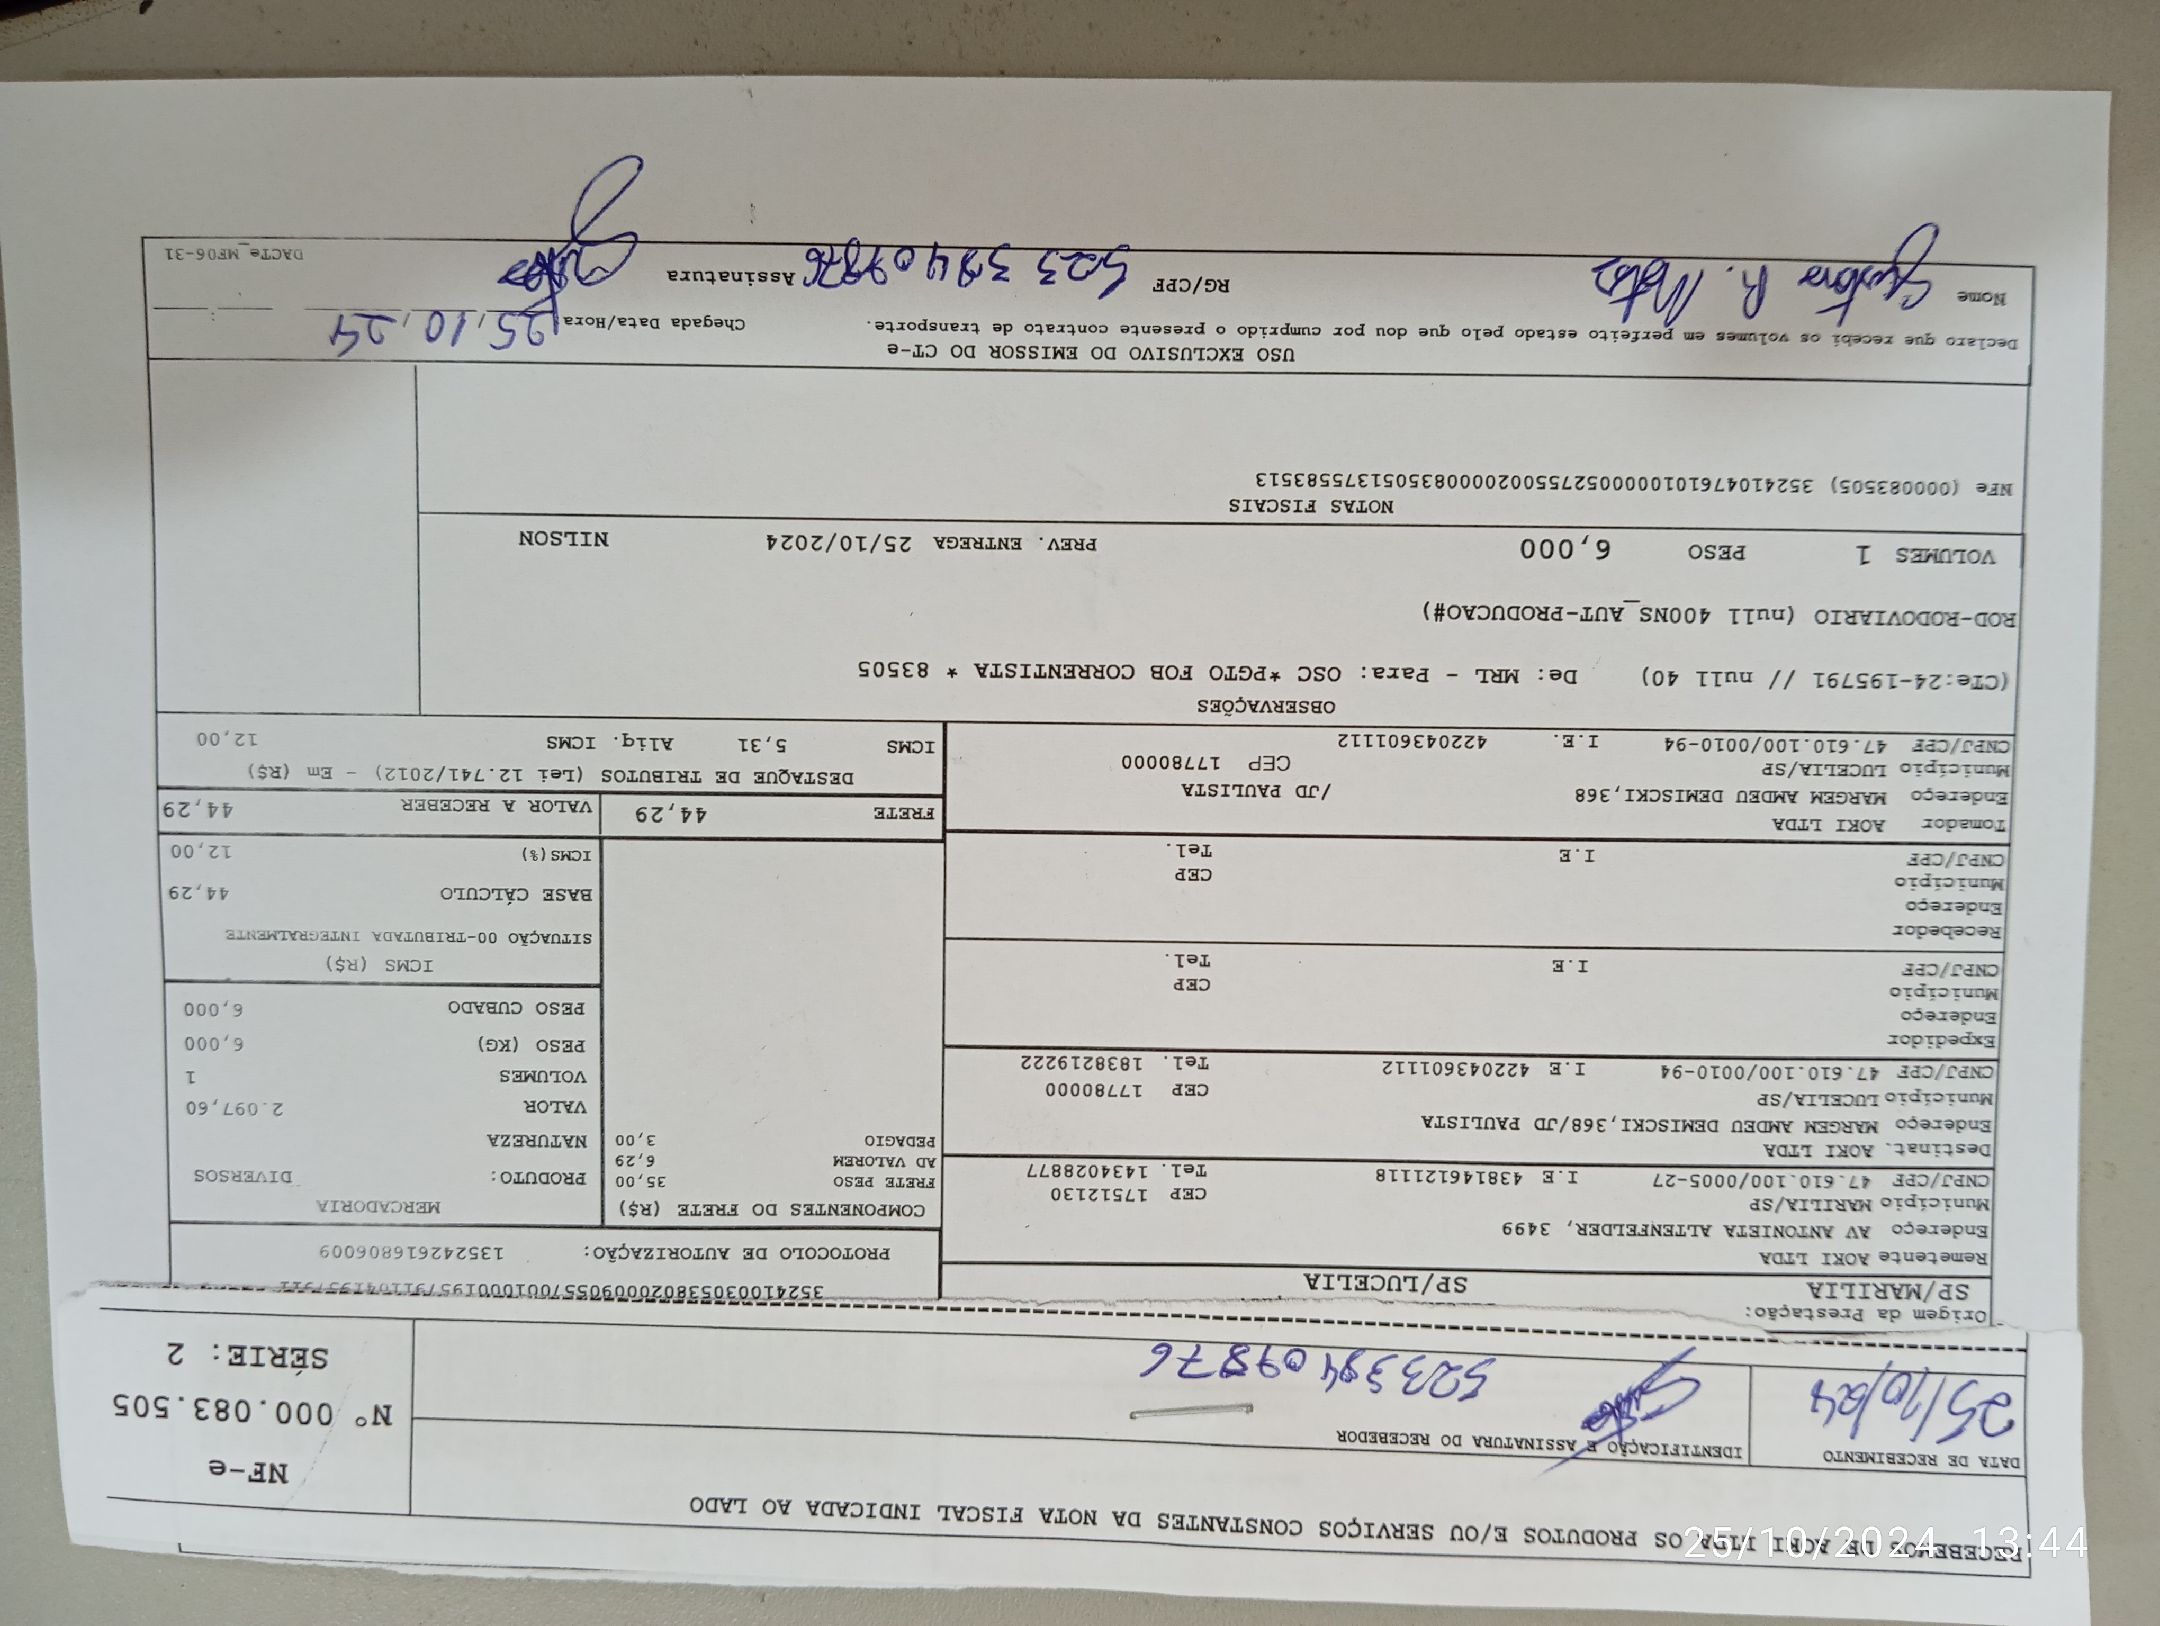 RECEBEMOS DE AOKI LTDA OS PRODUTOS E/OU SERVIÇOS CONSTANTES DA NOTA FISCAL INDICADA AO LADO
NF-e
Nº 000.083.505
SÉRIE: 2
DATA DE RECEBIMENTO
25/10/24
IDENTIFICAÇÃO E ASSINATURA DO RECEBEDOR
52338409876
Origem da Prestação:
SP/MARILIA SP/LUCELIA
Remetente AOKI LTDA
Endereço AV ANTONIETA ALTENFELDER, 3499
Município MARILIA/SP CEP 17512130
CNPJ/CPF 47.610.100/0005-27 I.E 438146121118 Tel. 1434028877
Destinat. AOKI LTDA
Endereço MARGEM AMDEU DEMISCKI,368/JD PAULISTA
Município LUCELIA/SP CEP 17780000
CNPJ/CPF 47.610.100/0010-94 I.E 422043601112 Tel. 1838219222
Expedidor
Endereço
Município CEP
CNPJ/CPF I.E Tel.
Recebedor
Endereço
Município CEP
CNPJ/CPF I.E Tel.
Tomador AOKI LTDA
Endereço MARGEM AMDEU DEMISCKI,368 /JD PAULISTA
Município LUCELIA/SP CEP 17780000
CNPJ/CPF 47.610.100/0010-94 I.E. 422043601112
PROTOCOLO DE AUTORIZAÇÃO: 135242616806009
COMPONENTES DO FRETE (R$)
FRETE PESO 35,00
AD VALOREM 6,29
PEDAGIO 3,00
MERCADORIA
PRODUTO: DIVERSOS
NATUREZA
VALOR 2.097,60
VOLUMES 1
PESO (KG) 6,000
PESO CUBADO 6,000
ICMS (R$)
SITUAÇÃO 00-TRIBUTADA INTEGRALMENTE
BASE CÁLCULO 44,29
ICMS(%) 12,00
FRETE 44,29 VALOR A RECEBER 44,29
DESTAQUE DE TRIBUTOS (Lei 12.741/2012) - Em (R$)
ICMS 5,31 Aliq. ICMS 12,00
OBSERVAÇÕES
(CTe:24-195791 // null 40) De: MRL - Para: OSC *PGTO FOB CORRENTISTA * 83505
ROD-RODOVIARIO (null 400NS_AUT-PRODUCAO#)
VOLUMES 1 PESO 6,000 PREV. ENTREGA 25/10/2024 NILSON
NOTAS FISCAIS
NFe (000083505) 35241047610100000527550020000835051375583513
USO EXCLUSIVO DO EMISSOR DO CT-e
Declaro que recebi os volumes em perfeito estado pelo que dou por cumprido o presente contrato de transporte. Chegada Data/Hora 25,10,24
Nome R. RG/CPF 52338409876 Assinatura
DACTe_MF06-31
25/10/2024 13:44